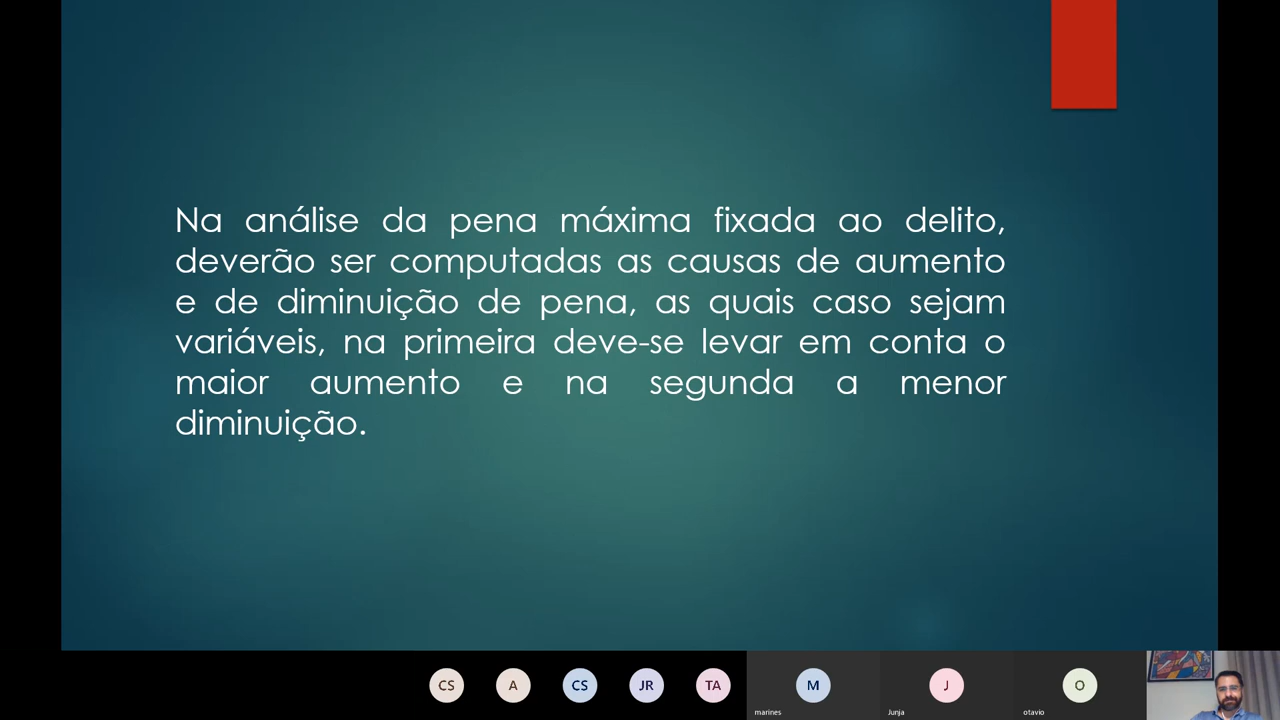 Na análise da pena máxima fixada ao delito,
deverão ser computadas as causas de aumento
e de diminuição de pena, as quais caso sejam
variáveis, na primeira deve-se levar em conta o
maior aumento e na segunda a menor
diminuição.
CS A CS JR TA M J O
marines Junja otavio